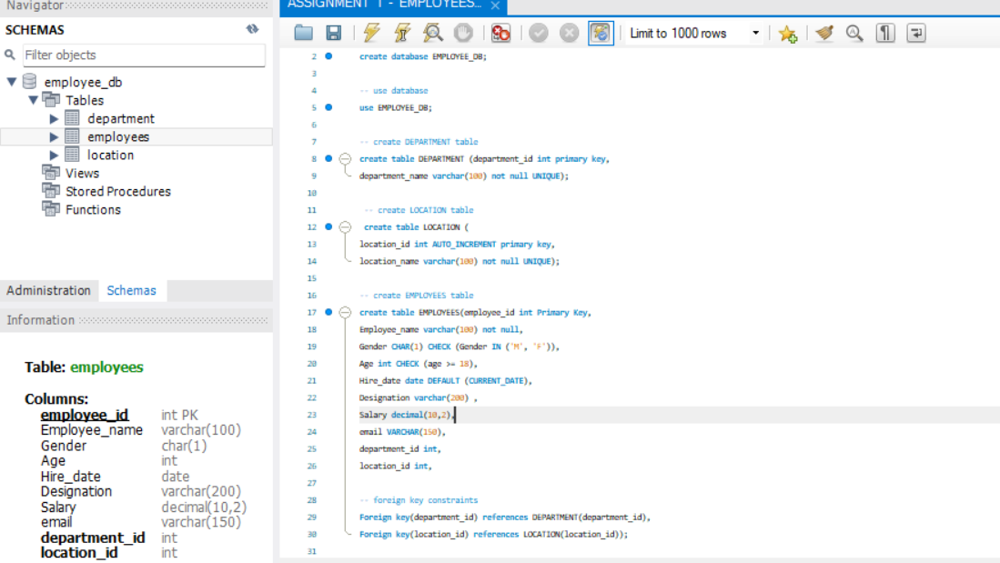 Navigator
SCHEMAS
Filter objects
employee_db
Tables
department
employees
location
Views
Stored Procedures
Functions
Administration Schemas
Information
Table: employees
Columns:
employee_id int PK
Employee_name varchar(100)
Gender char(1)
Age int
Hire_date date
Designation varchar(200)
Salary decimal(10,2)
email varchar(150)
department_id int
location_id int
ASSIGNMENT 1 - EMPLOYEES...
Limit to 1000 rows
2 create database EMPLOYEE_DB;
3
4 -- use database
5 use EMPLOYEE_DB;
6
7 -- create DEPARTMENT table
8 create table DEPARTMENT (department_id int primary key,
9 department_name varchar(100) not null UNIQUE);
10
11 -- create LOCATION table
12 create table LOCATION (
13 location_id int AUTO_INCREMENT primary key,
14 location_name varchar(100) not null UNIQUE);
15
16 -- create EMPLOYEES table
17 create table EMPLOYEES(employee_id int Primary Key,
18 Employee_name varchar(100) not null,
19 Gender CHAR(1) CHECK (Gender IN ('M', 'F')),
20 Age int CHECK (age >= 18),
21 Hire_date date DEFAULT (CURRENT_DATE),
22 Designation varchar(200) ,
23 Salary decimal(10,2),
24 email VARCHAR(150),
25 department_id int,
26 location_id int,
27
28 -- foreign key constraints
29 Foreign key(department_id) references DEPARTMENT(department_id),
30 Foreign key(location_id) references LOCATION(location_id));
31